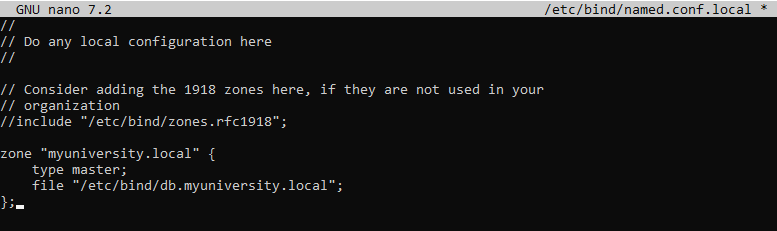 GNU nano 7.2 /etc/bind/named.conf.local *
//
// Do any local configuration here
//

// Consider adding the 1918 zones here, if they are not used in your
// organization
//include "/etc/bind/zones.rfc1918";

zone "myuniversity.local" {
    type master;
    file "/etc/bind/db.myuniversity.local";
};